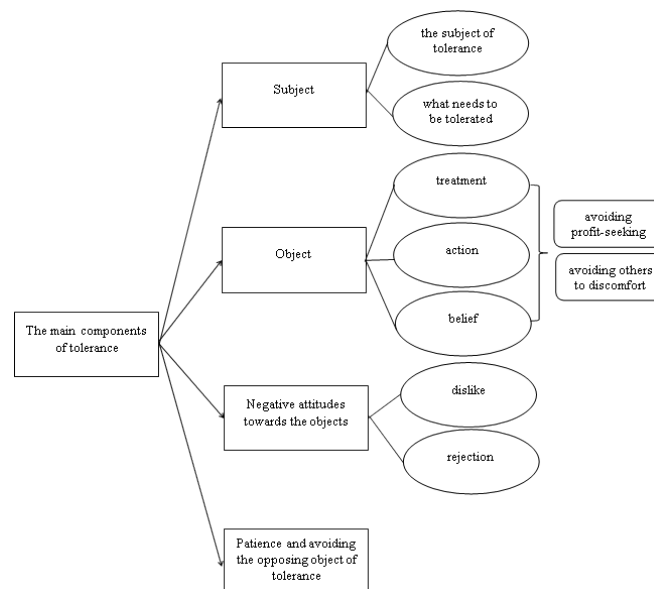 The main components
of tolerance
Subject
the subject of
tolerance
what needs to
be tolerated
Object
treatment
action
belief
avoiding
profit-seeking
avoiding others
to discomfort
Negative attitudes
towards the objects
dislike
rejection
Patience and avoiding
the opposing object of
tolerance